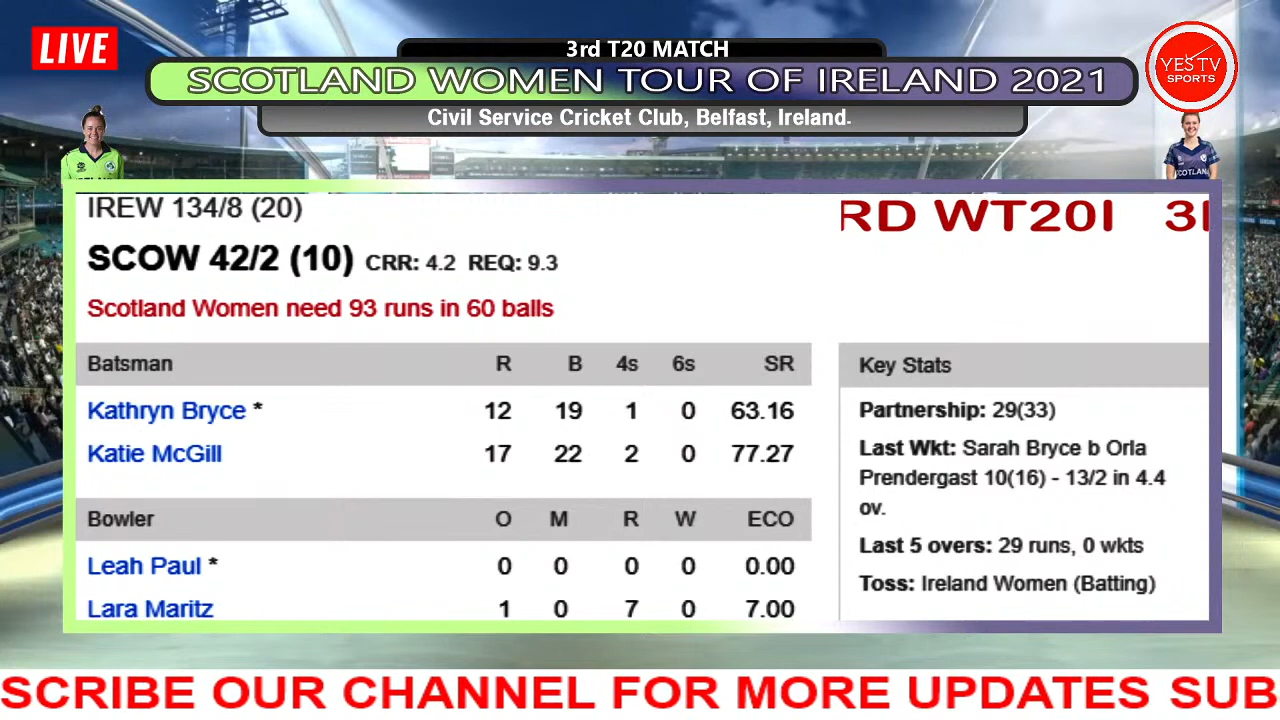 LIVE
3rd T20 MATCH
SCOTLAND WOMEN TOUR OF IRELAND 2021
Civil Service Cricket Club, Belfast, Ireland.
YES TV
SPORTS
SCOTLAND
IREW 134/8 (20)
RD WT20I 3
SCOW 42/2 (10) CRR: 4.2 REQ: 9.3
Scotland Women need 93 runs in 60 balls
Batsman R B 4s 6s SR
Kathryn Bryce * 12 19 1 0 63.16
Katie McGill 17 22 2 0 77.27
Bowler O M R W ECO
Leah Paul * 0 0 0 0 0.00
Lara Maritz 1 0 7 0 7.00
Key Stats
Partnership: 29(33)
Last Wkt: Sarah Bryce b Orla
Prendergast 10(16) - 13/2 in 4.4
ov.
Last 5 overs: 29 runs, 0 wkts
Toss: Ireland Women (Batting)
SCRIBE OUR CHANNEL FOR MORE UPDATES SUB